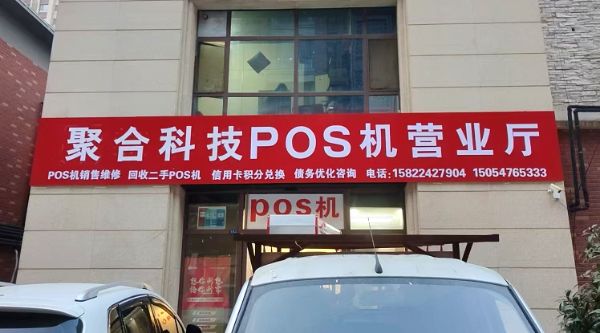 聚合科技POS机营业厅
POS机销售维修 回收二手POS机 信用卡积分兑换 债务优化咨询 电话:15822427904 15054765333
pos机